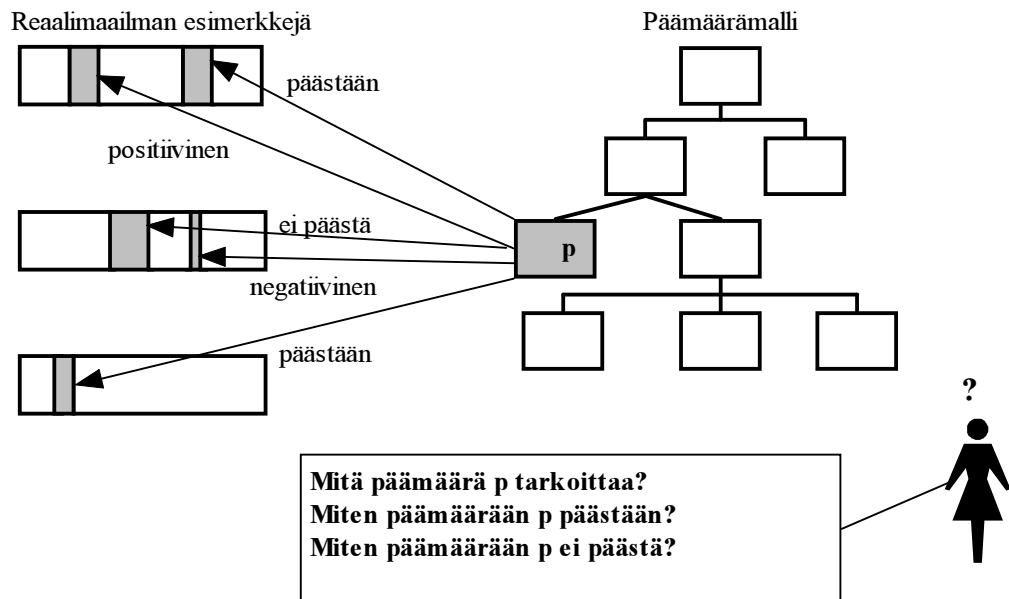 Reaalimaailman esimerkkejä
Päämäärämalli
päästään
positiivinen
ei päästä
p
negatiivinen
päästään
?
Mitä päämäärä p tarkoittaa?
Miten päämäärään p päästään?
Miten päämäärään p ei päästä?